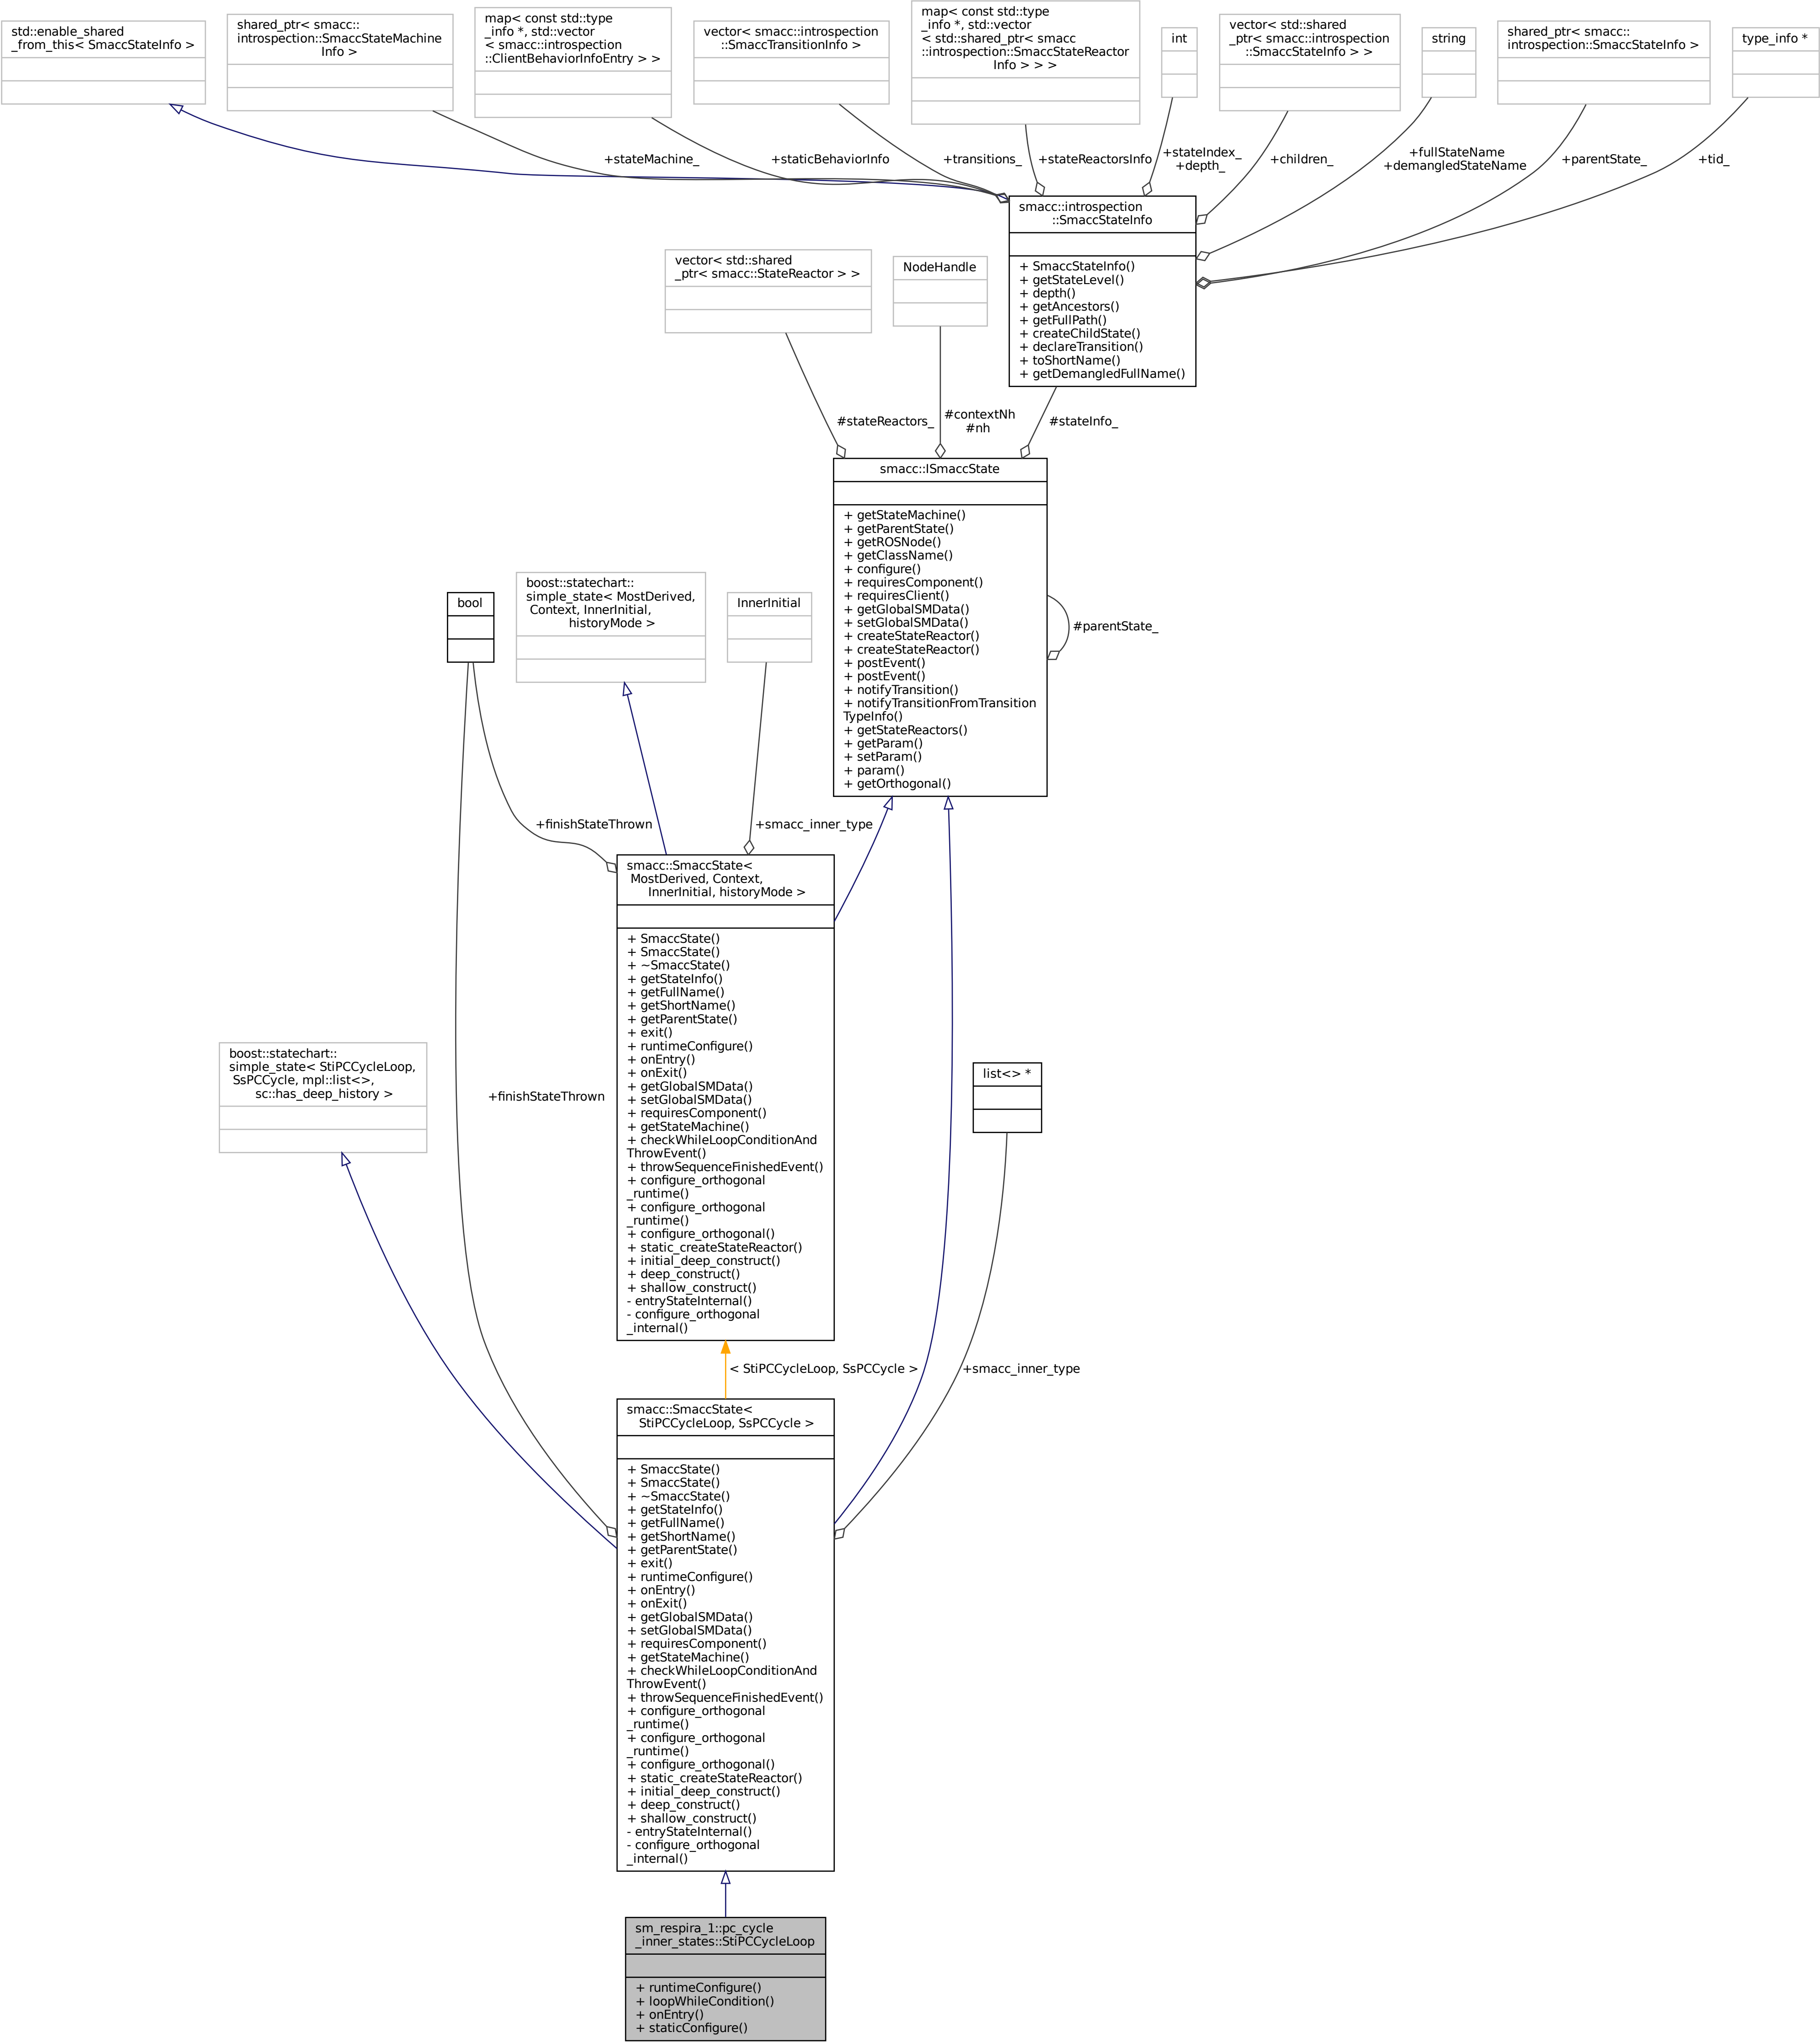 std::enable_shared
_from_this< SmaccStateInfo >
shared_ptr< smacc::
introspection::SmaccStateMachine
Info >
map< const std::type
_info *, std::vector
< smacc::introspection
::ClientBehaviorInfoEntry > >
vector< smacc::introspection
::SmaccTransitionInfo >
map< const std::type
_info *, std::vector
< std::shared_ptr< smacc
::introspection::SmaccStateReactor
Info > > >
int
vector< std::shared
_ptr< smacc::introspection
::SmaccStateInfo > >
string
shared_ptr< smacc::
introspection::SmaccStateInfo >
type_info *
+stateMachine_
+staticBehaviorInfo
+transitions_
+stateReactorsInfo
+stateIndex_
+depth_
+children_
+fullStateName
+demangledStateName
+parentState_
+tid_
smacc::introspection
::SmaccStateInfo
+ SmaccStateInfo()
+ getStateLevel()
+ depth()
+ getAncestors()
+ getFullPath()
+ createChildState()
+ declareTransition()
+ toShortName()
+ getDemangledFullName()
vector< std::shared
_ptr< smacc::StateReactor > >
NodeHandle
#stateReactors_
#contextNh
#nh
#stateInfo_
smacc::ISmaccState
+ getStateMachine()
+ getParentState()
+ getROSNode()
+ getClassName()
+ configure()
+ requiresComponent()
+ requiresClient()
+ getGlobalSMData()
+ setGlobalSMData()
+ createStateReactor()
+ createStateReactor()
+ postEvent()
+ postEvent()
+ notifyTransition()
+ notifyTransitionFromTransition
TypeInfo()
+ getStateReactors()
+ getParam()
+ setParam()
+ param()
+ getOrthogonal()
#parentState_
bool
boost::statechart::
simple_state< MostDerived,
Context, InnerInitial,
historyMode >
InnerInitial
+finishStateThrown
+smacc_inner_type
smacc::SmaccState<
MostDerived, Context,
InnerInitial, historyMode >
+ SmaccState()
+ SmaccState()
+ ~SmaccState()
+ getStateInfo()
+ getFullName()
+ getShortName()
+ getParentState()
+ exit()
+ runtimeConfigure()
+ onEntry()
+ onExit()
+ getGlobalSMData()
+ setGlobalSMData()
+ requiresComponent()
+ getStateMachine()
+ checkWhileLoopConditionAnd
ThrowEvent()
+ throwSequenceFinishedEvent()
+ configure_orthogonal
_runtime()
+ configure_orthogonal
_runtime()
+ configure_orthogonal()
+ static_createStateReactor()
+ initial_deep_construct()
+ deep_construct()
+ shallow_construct()
- entryStateInternal()
- configure_orthogonal
_internal()
boost::statechart::
simple_state< StiPCCycleLoop,
SsPCCycle, mpl::list<>,
sc::has_deep_history >
+finishStateThrown
list<> *
< StiPCCycleLoop, SsPCCycle >
+smacc_inner_type
smacc::SmaccState<
StiPCCycleLoop, SsPCCycle >
+ SmaccState()
+ SmaccState()
+ ~SmaccState()
+ getStateInfo()
+ getFullName()
+ getShortName()
+ getParentState()
+ exit()
+ runtimeConfigure()
+ onEntry()
+ onExit()
+ getGlobalSMData()
+ setGlobalSMData()
+ requiresComponent()
+ getStateMachine()
+ checkWhileLoopConditionAnd
ThrowEvent()
+ throwSequenceFinishedEvent()
+ configure_orthogonal
_runtime()
+ configure_orthogonal
_runtime()
+ configure_orthogonal()
+ static_createStateReactor()
+ initial_deep_construct()
+ deep_construct()
+ shallow_construct()
- entryStateInternal()
- configure_orthogonal
_internal()
sm_respira_1::pc_cycle
_inner_states::StiPCCycleLoop
+ runtimeConfigure()
+ loopWhileCondition()
+ onEntry()
+ staticConfigure()